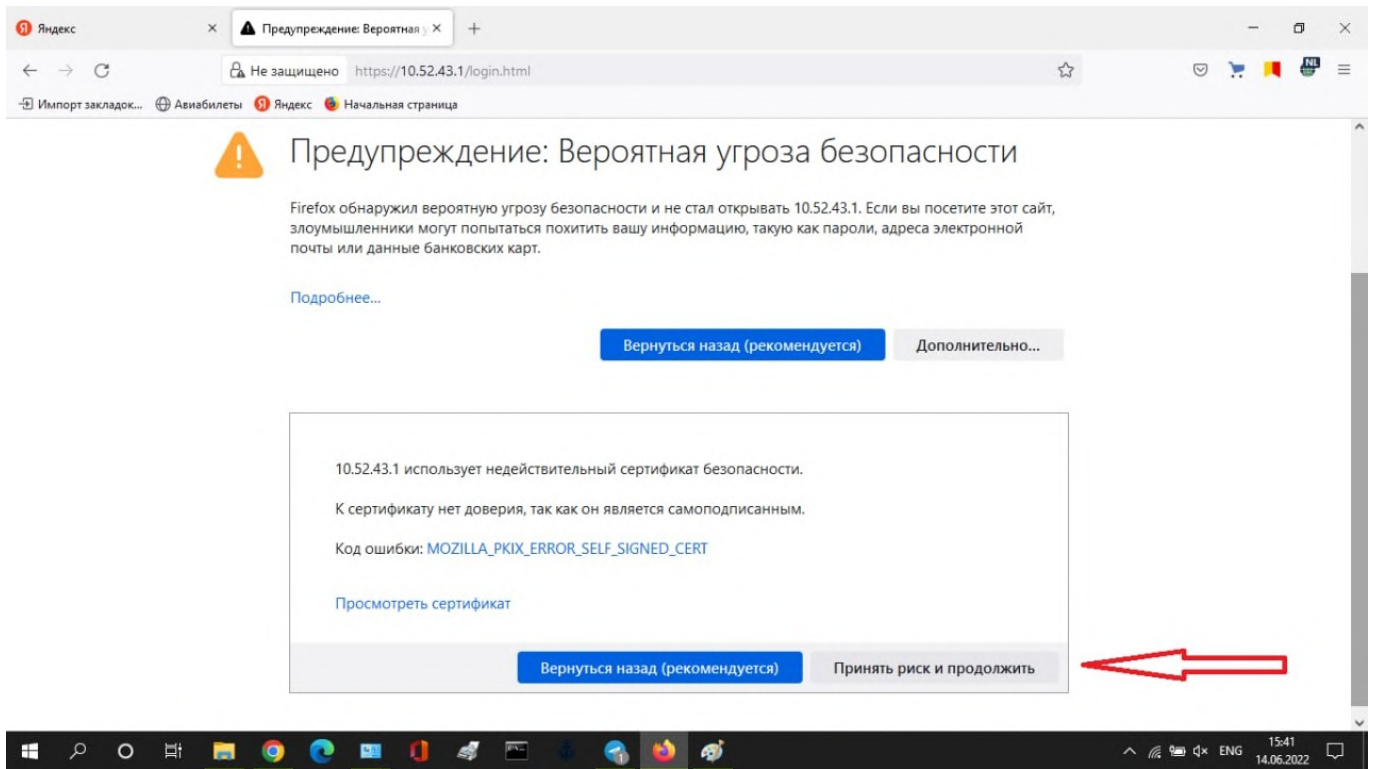 Яндекс
Предупреждение: Вероятная у
Не защищено https://10.52.43.1/login.html
NL
Импорт закладок... Авиабилеты Яндекс Начальная страница
Предупреждение: Вероятная угроза безопасности
Firefox обнаружил вероятную угрозу безопасности и не стал открывать 10.52.43.1. Если вы посетите этот сайт,
злоумышленники могут попытаться похитить вашу информацию, такую как пароли, адреса электронной
почты или данные банковских карт.
Подробнее...
Вернуться назад (рекомендуется) Дополнительно...
10.52.43.1 использует недействительный сертификат безопасности.
К сертификату нет доверия, так как он является самоподписанным.
Код ошибки: MOZILLA_PKIX_ERROR_SELF_SIGNED_CERT
Просмотреть сертификат
Вернуться назад (рекомендуется) Принять риск и продолжить
ENG 15:41
14.06.2022